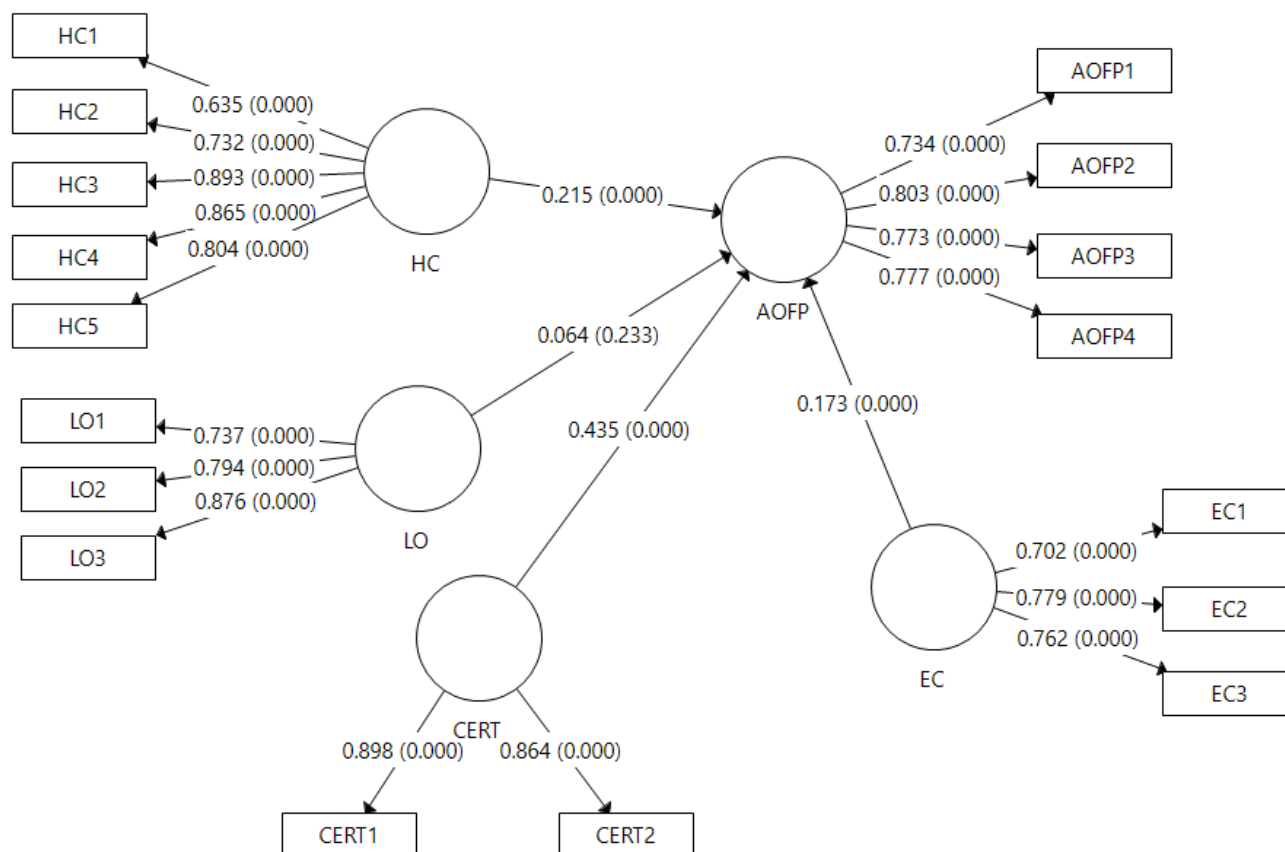 HC1
0.635 (0.000)
HC2
0.732 (0.000)
HC3
0.893 (0.000)
HC4
0.865 (0.000)
HC5
0.804 (0.000)
HC
0.215 (0.000)
AOFP
AOFP1
0.734 (0.000)
AOFP2
0.803 (0.000)
AOFP3
0.773 (0.000)
AOFP4
0.777 (0.000)
0.064 (0.233)
0.435 (0.000)
0.173 (0.000)
LO1
0.737 (0.000)
LO2
0.794 (0.000)
LO3
0.876 (0.000)
LO
CERT
0.898 (0.000)
0.864 (0.000)
CERT1
CERT2
EC
EC1
0.702 (0.000)
EC2
0.779 (0.000)
EC3
0.762 (0.000)